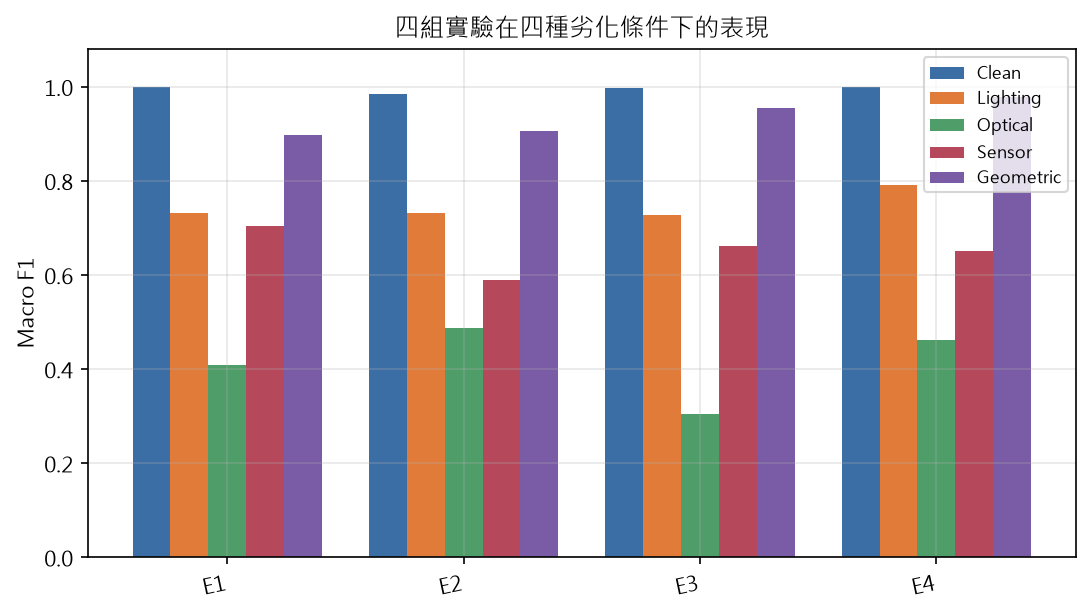 四組實驗在四種劣化條件下的表現
Clean
Lighting
Optical
Sensor
Geometric
Macro F1
1.0
0.8
0.6
0.4
0.2
0.0
E1
E2
E3
E4